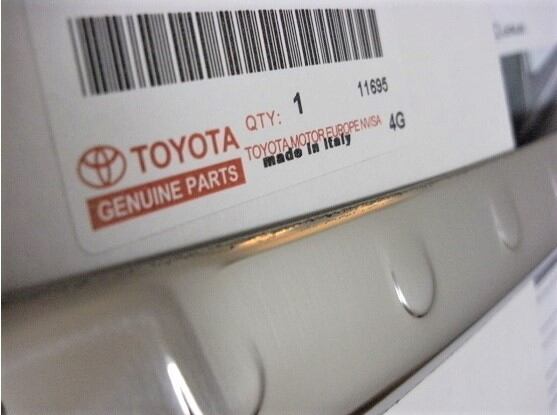 QTY: 1
11695
TOYOTA
TOYOTA MOTOR EUROPE NV/SA
4G
made in Italy
GENUINE PARTS